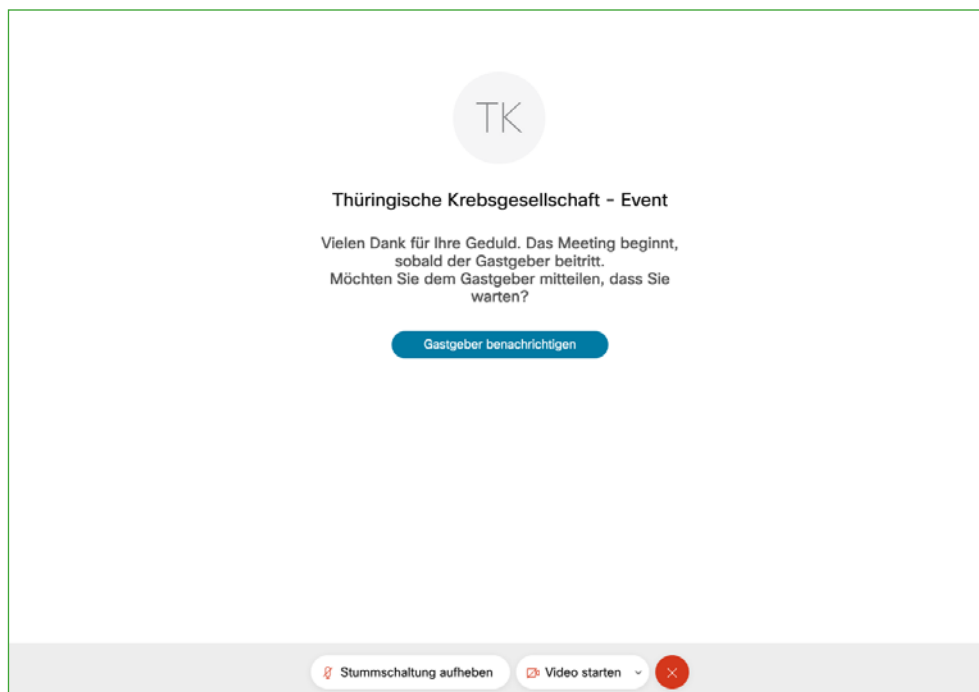 TK
Thüringische Krebsgesellschaft - Event
Vielen Dank für Ihre Geduld. Das Meeting beginnt,
sobald der Gastgeber beitritt.
Möchten Sie dem Gastgeber mitteilen, dass Sie
warten?
Gastgeber benachrichtigen
Stummschaltung aufheben
Video starten